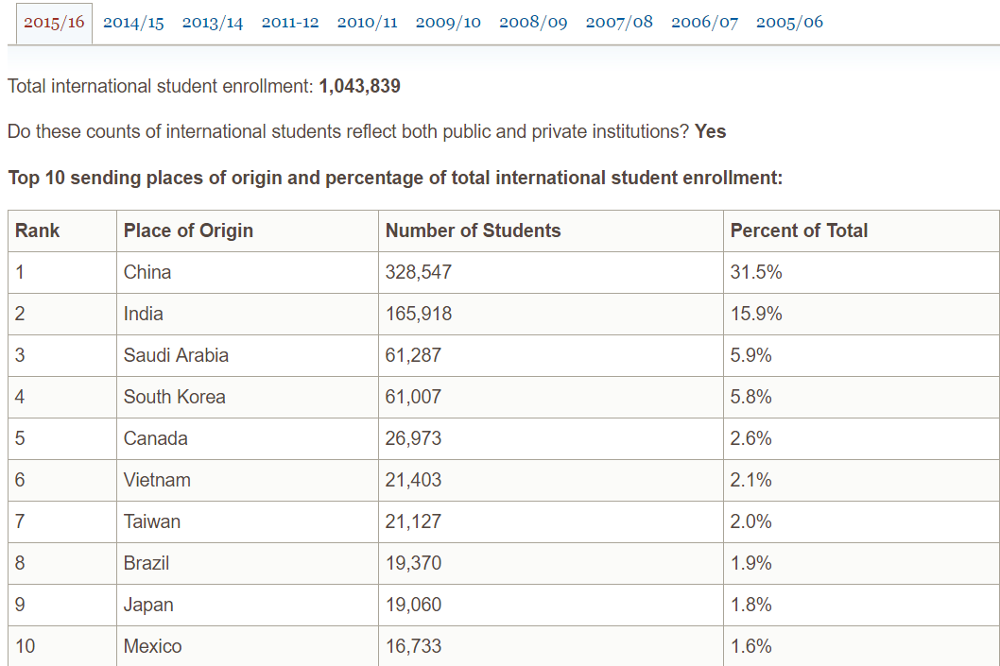 2015/16 2014/15 2013/14 2011-12 2010/11 2009/10 2008/09 2007/08 2006/07 2005/06
Total international student enrollment: 1,043,839
Do these counts of international students reflect both public and private institutions? Yes
Top 10 sending places of origin and percentage of total international student enrollment:
Rank Place of Origin Number of Students Percent of Total
1 China 328,547 31.5%
2 India 165,918 15.9%
3 Saudi Arabia 61,287 5.9%
4 South Korea 61,007 5.8%
5 Canada 26,973 2.6%
6 Vietnam 21,403 2.1%
7 Taiwan 21,127 2.0%
8 Brazil 19,370 1.9%
9 Japan 19,060 1.8%
10 Mexico 16,733 1.6%